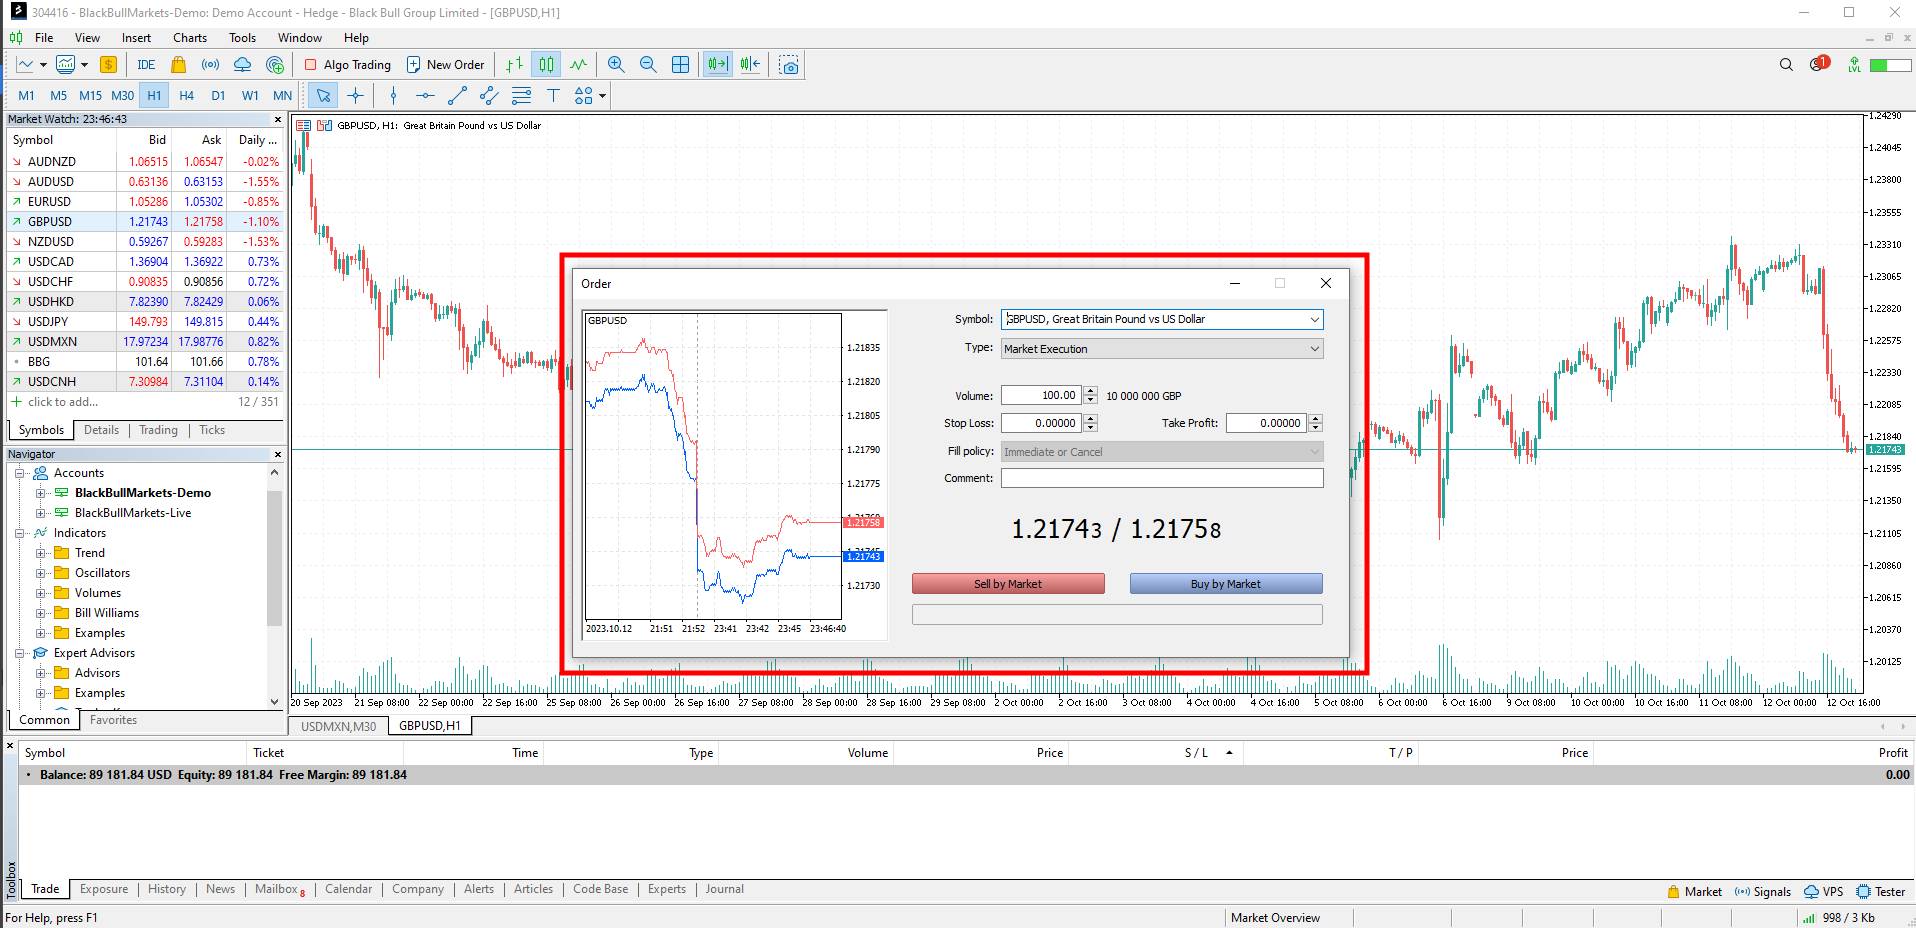 304416 - BlackBullMarkets-Demo: Demo Account - Hedge - Black Bull Group Limited - [GBPUSD,H1]
File View Insert Charts Tools Window Help
IDE Algo Trading New Order 1 LVL
M1 M5 M15 M30 H1 H4 D1 W1 MN T
Market Watch: 23:46:43
Symbol Bid Ask Daily ...
AUDNZD 1.06515 1.06547 -0.02%
AUDUSD 0.63136 0.63153 -1.55%
EURUSD 1.05286 1.05302 -0.85%
GBPUSD 1.21743 1.21758 -1.10%
NZDUSD 0.59267 0.59283 -1.53%
USDCAD 1.36904 1.36922 0.73%
USDCHF 0.90835 0.90856 0.72%
USDHKD 7.82390 7.82429 0.06%
USDJPY 149.793 149.815 0.44%
USDMXN 17.97234 17.98776 0.82%
BBG 101.64 101.66 0.78%
USDCNH 7.30984 7.31104 0.14%
click to add... 12 / 351
Symbols Details Trading Ticks
Navigator
Accounts
BlackBullMarkets-Demo
BlackBullMarkets-Live
Indicators
Trend
Oscillators
Volumes
Bill Williams
Examples
Expert Advisors
Advisors
Examples
Common Favorites
GBPUSD, H1: Great Britain Pound vs US Dollar
1.24290
1.24045
1.23800
1.23555
1.23310
1.23065
1.22820
1.22575
1.22330
1.22085
1.21840
1.21743
1.21595
1.21350
1.21105
1.20860
1.20615
1.20370
1.20125
Order
GBPUSD
1.21835
1.21820
1.21805
1.21790
1.21775
1.21758
1.21743
1.21730
2023.10.12 21:51 21:52 23:41 23:42 23:45 23:46:40
Symbol: GBPUSD, Great Britain Pound vs US Dollar
Type: Market Execution
Volume: 100.00 10 000 000 GBP
Stop Loss: 0.00000 Take Profit: 0.00000
Fill policy: Immediate or Cancel
Comment:
1.21743 / 1.21758
Sell by Market Buy by Market
20 Sep 2023 21 Sep 08:00 22 Sep 00:00 22 Sep 16:00 25 Sep 08:00 26 Sep 00:00 26 Sep 16:00 27 Sep 08:00 28 Sep 00:00 28 Sep 16:00 29 Sep 08:00 2 Oct 00:00 2 Oct 16:00 3 Oct 08:00 4 Oct 00:00 4 Oct 16:00 5 Oct 08:00 6 Oct 00:00 6 Oct 16:00 9 Oct 08:00 10 Oct 00:00 10 Oct 16:00 11 Oct 08:00 12 Oct 00:00 12 Oct 16:00
USDMXN,M30 GBPUSD,H1
Symbol Ticket Time Type Volume Price S / L T / P Price Profit
Balance: 89 181.84 USD Equity: 89 181.84 Free Margin: 89 181.84 0.00
Toolbox
Trade Exposure History News Mailbox 8 Calendar Company Alerts Articles Code Base Experts Journal
Market Signals VPS Tester
For Help, press F1 Market Overview 998 / 3 Kb